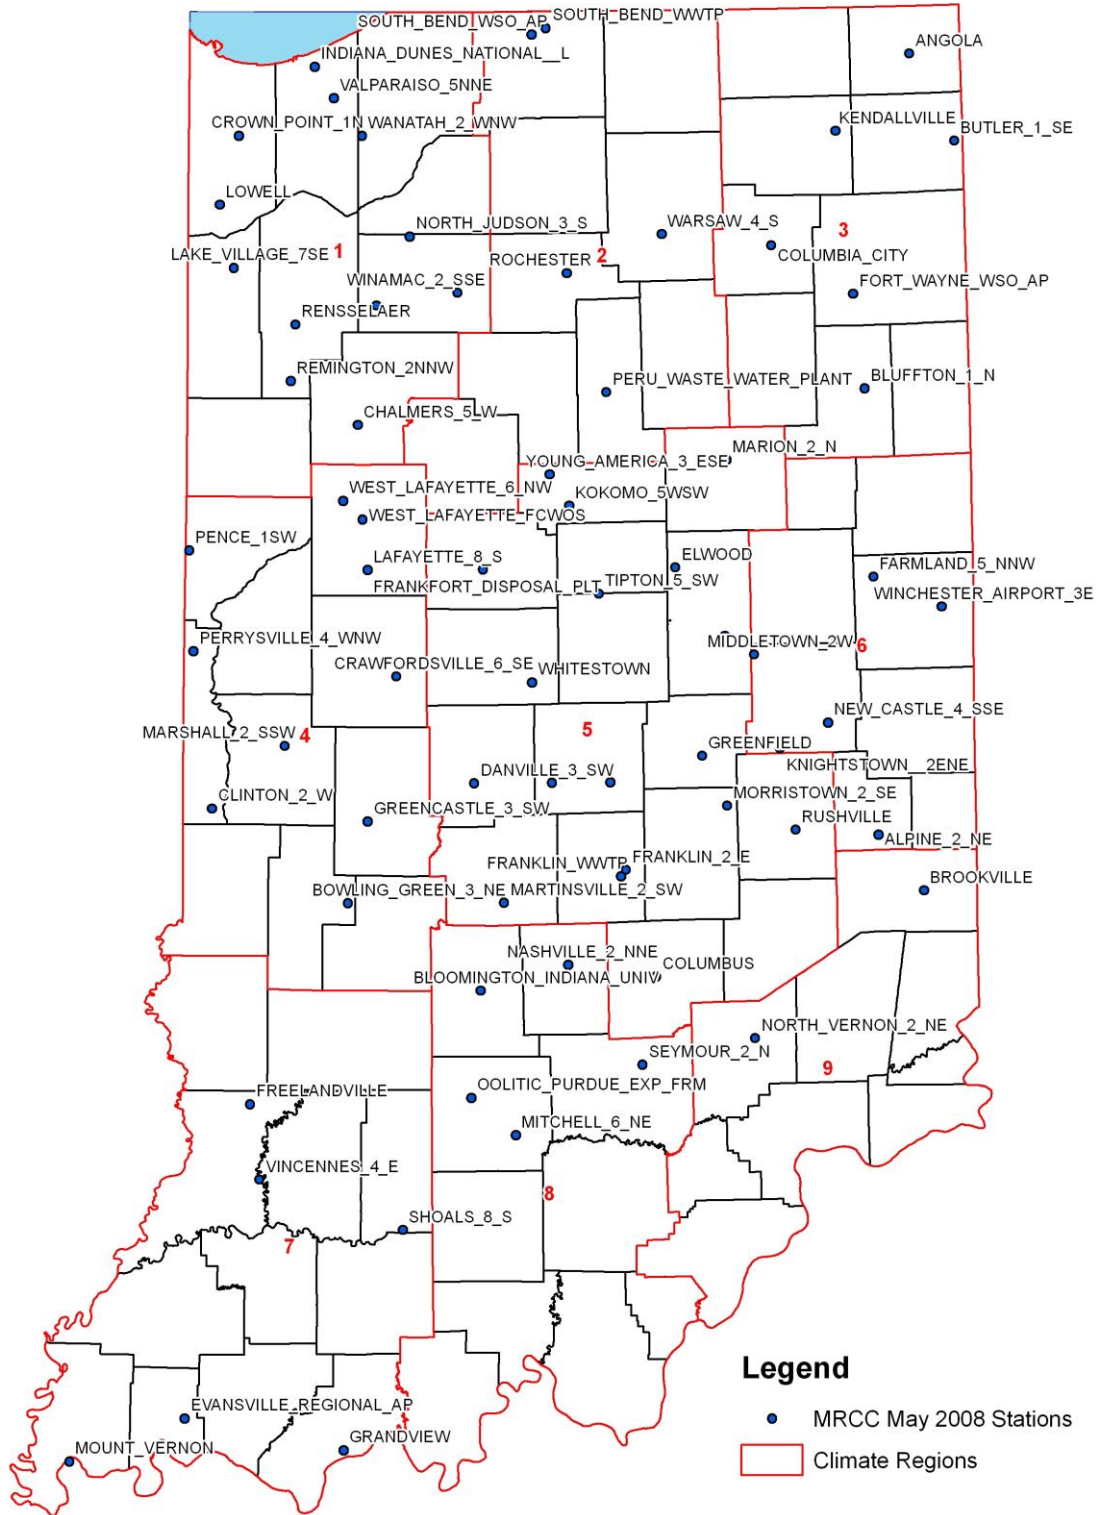 SOUTH_BEND_WSO_AP
SOUTH_BEND_WWTP
ANGOLA
INDIANA_DUNES_NATIONAL__L
VALPARAISO_5NNE
CROWN_POINT_1N
WANATAH_2_WNW
KENDALLVILLE
BUTLER_1_SE
LOWELL
NORTH_JUDSON_3_S
WARSAW_4_S
3
LAKE_VILLAGE_7SE
1
2
COLUMBIA_CITY
ROCHESTER
WINAMAC_2_SSE
FORT_WAYNE_WSO_AP
RENSSELAER
REMINGTON_2NNW
PERU_WASTE_WATER_PLANT
BLUFFTON_1_N
CHALMERS_5_W
MARION_2_N
YOUNG_AMERICA_3_ESE
WEST_LAFAYETTE_6_NW
KOKOMO_5WSW
WEST_LAFAYETTE_FCWOS
PENCE_1SW
LAFAYETTE_8_S
ELWOOD
FARMLAND_5_NNW
FRANKFORT_DISPOSAL_PLT
TIPTON_5_SW
WINCHESTER_AIRPORT_3E
PERRYSVILLE_4_WNW
MIDDLETOWN_2W
6
CRAWFORDSVILLE_6_SE
WHITESTOWN
NEW_CASTLE_4_SSE
MARSHALL_2_SSW
4
5
GREENFIELD
KNIGHTSTOWN__2ENE
DANVILLE_3_SW
CLINTON_2_W
GREENCASTLE_3_SW
MORRISTOWN_2_SE
RUSHVILLE
ALPINE_2_NE
FRANKLIN_WWTP
FRANKLIN_2_E
BROOKVILLE
BOWLING_GREEN_3_NE
MARTINSVILLE_2_SW
NASHVILLE_2_NNE
COLUMBUS
BLOOMINGTON_INDIANA_UNIV
NORTH_VERNON_2_NE
SEYMOUR_2_N
9
FREELANDVILLE
OOLITIC_PURDUE_EXP_FRM
MITCHELL_6_NE
VINCENNES_4_E
8
SHOALS_8_S
7
Legend
MRCC May 2008 Stations
Climate Regions
EVANSVILLE_REGIONAL_AP
MOUNT_VERNON
GRANDVIEW